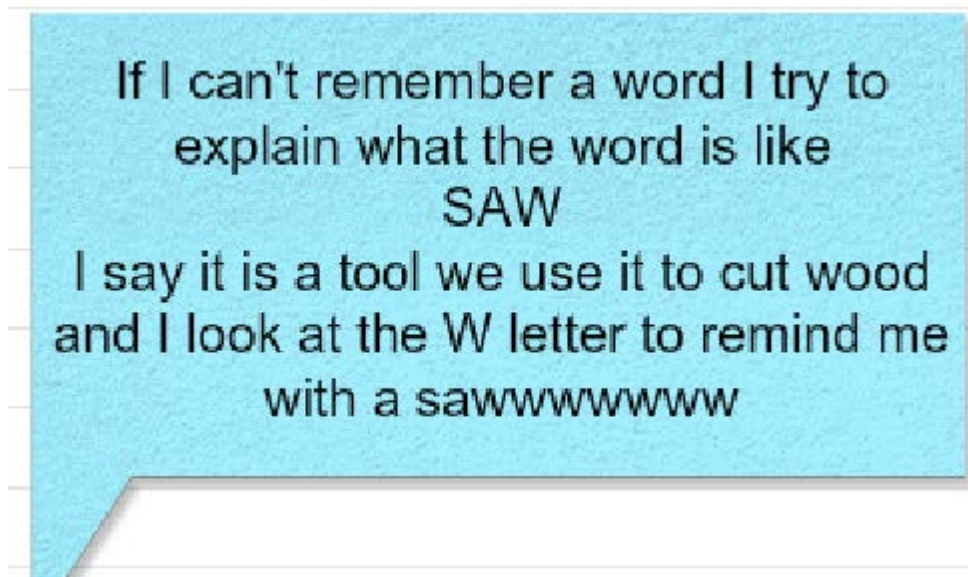 If I can't remember a word I try to
explain what the word is like
SAW
I say it is a tool we use it to cut wood
and I look at the W letter to remind me
with a sawwwwwwww